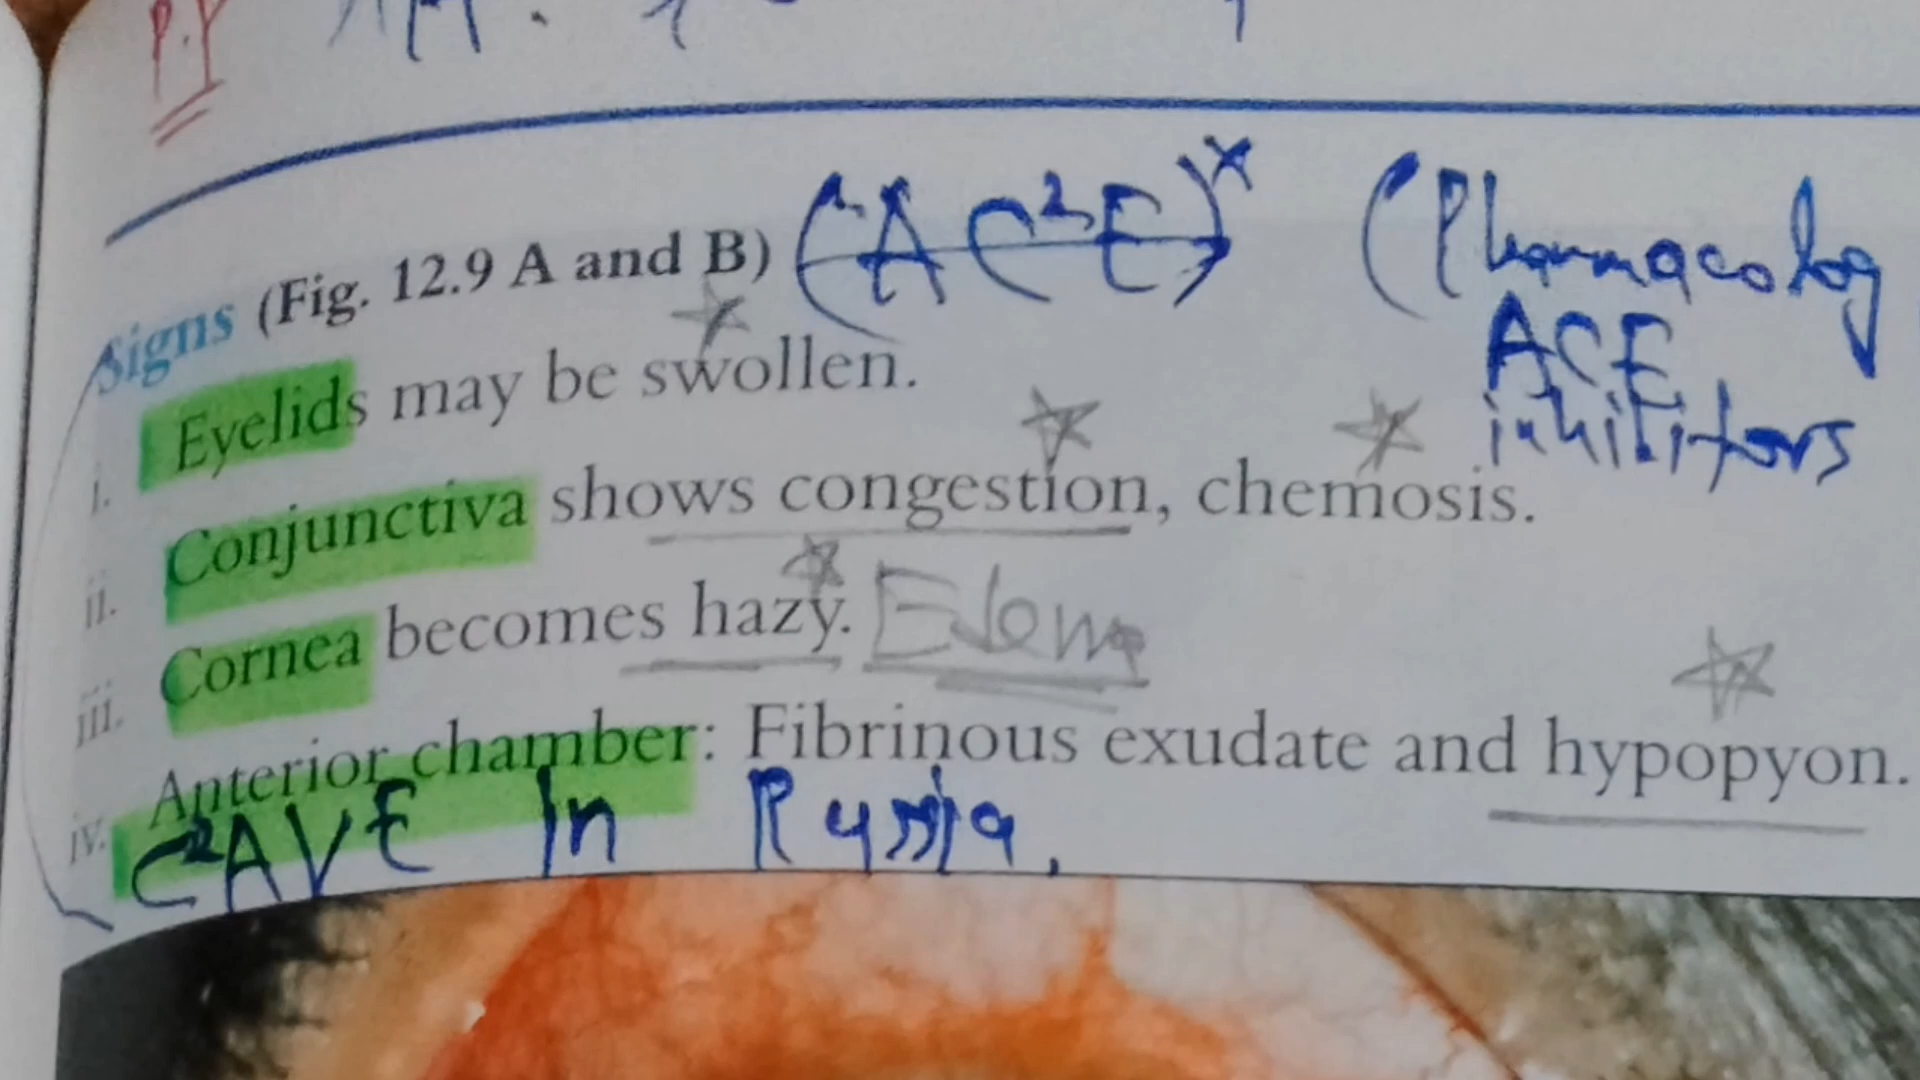 P.Y
Signs (Fig. 12.9 A and B) (AC²E)ˣ (Pharmacolog
ACE
inhibitors
i. Eyelids may be swollen.
ii. Conjunctiva shows congestion, chemosis.
iii. Cornea becomes hazy. Edema
iv. Anterior chamber: Fibrinous exudate and hypopyon.
C²AVE In Russia.